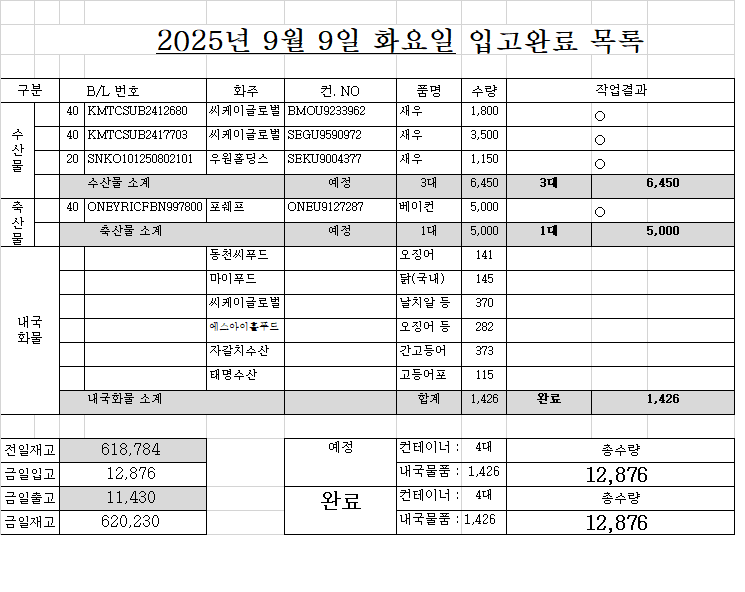 2025년 9월 9일 화요일 입고완료 목록
구분 B/L 번호 화주 컨. NO 품명 수량 작업결과
수산물 40 KMTCSUB2412680 씨케이글로벌 BMOU9233962 새우 1,800 ○
40 KMTCSUB2417703 씨케이글로벌 SEGU9590972 새우 3,500 ○
20 SNKO101250802101 우원홀딩스 SEKU9004377 새우 1,150 ○
수산물 소계 예정 3대 6,450 3대 6,450
축산물 40 ONEYRICFBN997800 포쉐프 ONEU9127287 베이컨 5,000 ○
축산물 소계 예정 1대 5,000 1대 5,000
내국화물 동천씨푸드 오징어 141
마이푸드 닭(국내) 145
씨케이글로벌 날치알 등 370
에스아이홀푸드 오징어 등 282
자갈치수산 간고등어 373
태명수산 고등어포 115
내국화물 소계 합계 1,426 완료 1,426
전일재고 618,784 예정 컨테이너 : 4대 총수량
금일입고 12,876 내국물품 : 1,426 12,876
금일출고 11,430 완료 컨테이너 : 4대 총수량
금일재고 620,230 내국물품 : 1,426 12,876